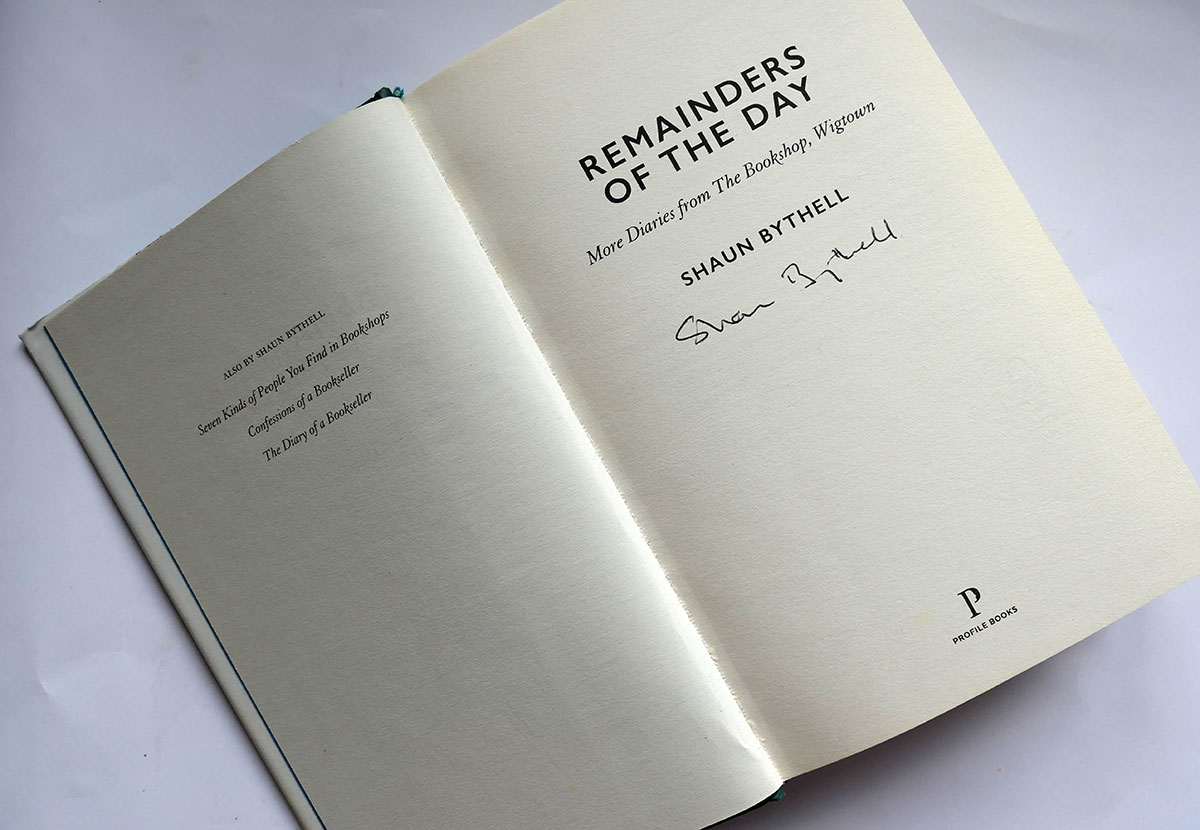 ALSO BY SHAUN BYTHELL
Seven Kinds of People You Find in Bookshops
Confessions of a Bookseller
The Diary of a Bookseller
REMAINDERS
OF THE DAY
More Diaries from The Bookshop, Wigtown
SHAUN BYTHELL
Shaun Bythell
P
PROFILE BOOKS